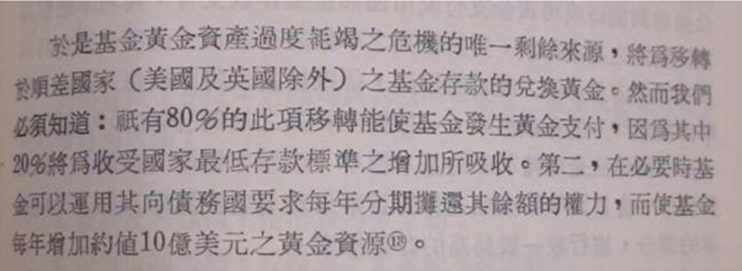 於是基金黃金資產過度耗竭之危機的唯一剩餘來源，將爲移轉
於順差國家（美國及英國除外）之基金存款的兌換黃金。然而我們
必須知道：祇有80％的此項移轉能使基金發生黃金支付，因爲其中
20％將爲收受國家最低存款標準之增加所吸收。第二，在必要時基
金可以運用其向債務國要求每年分期攤還其餘額的權力，而使基金
每年增加約值10億美元之黃金資源⑱。